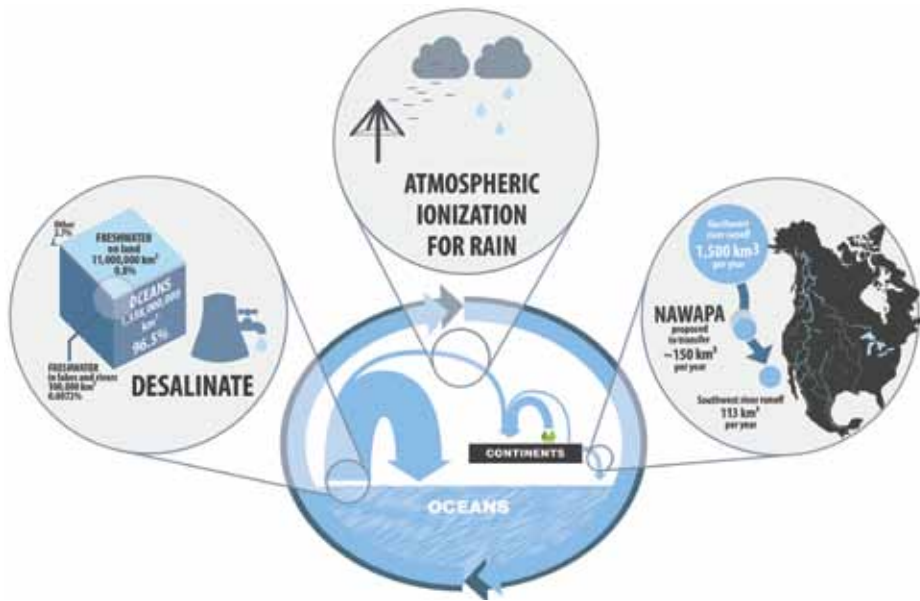 ATMOSPHERIC
IONIZATION
FOR RAIN
Other
2.7%
FRESHWATER
on land
11,000,000 km³
0.8%
OCEANS
1,338,000,000
km³
96.5%
FRESHWATER
in lakes and rivers
100,000 km³
0.0072%
DESALINATE
Northwest
river runoff
1,500 km³
per year
NAWAPA
proposed
to transfer
~150 km³
per year
Southwest river runoff
113 km³
per year
CONTINENTS
OCEANS